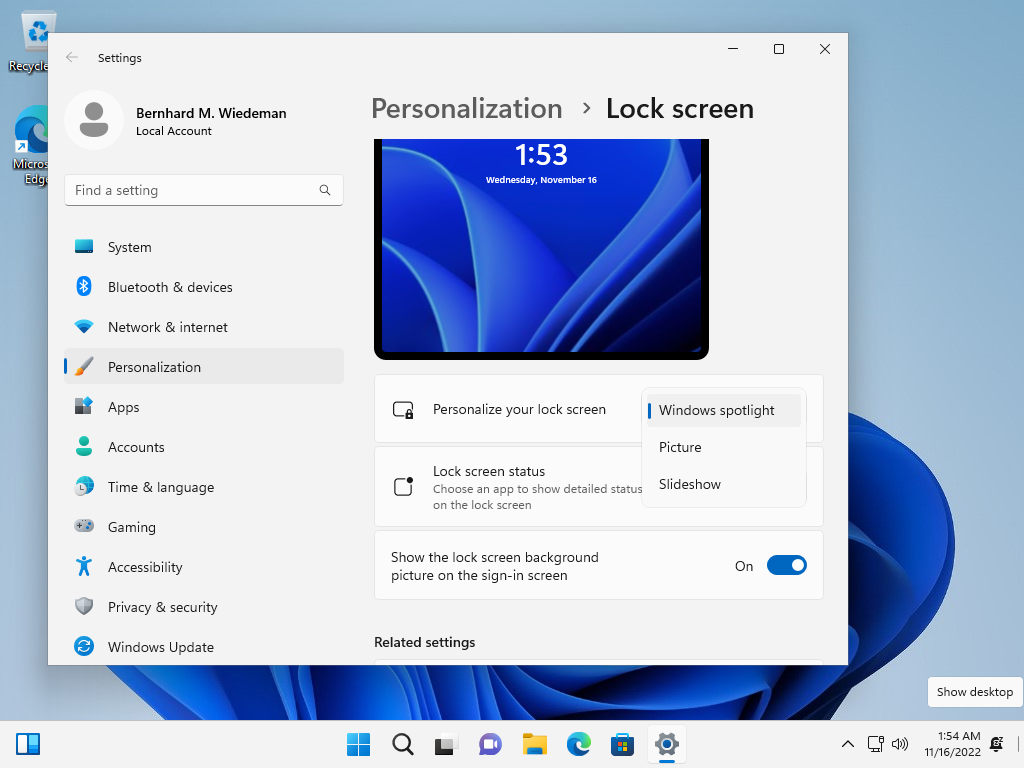 Recycle
Micros
Edge
Settings
Bernhard M. Wiedeman
Local Account
Find a setting
System
Bluetooth & devices
Network & internet
Personalization
Apps
Accounts
Time & language
Gaming
Accessibility
Privacy & security
Windows Update
Personalization > Lock screen
1:53
Wednesday, November 16
Personalize your lock screen
Windows spotlight
Picture
Slideshow
Lock screen status
Choose an app to show detailed status
on the lock screen
Show the lock screen background
picture on the sign-in screen
On
Related settings
Show desktop
1:54 AM
11/16/2022